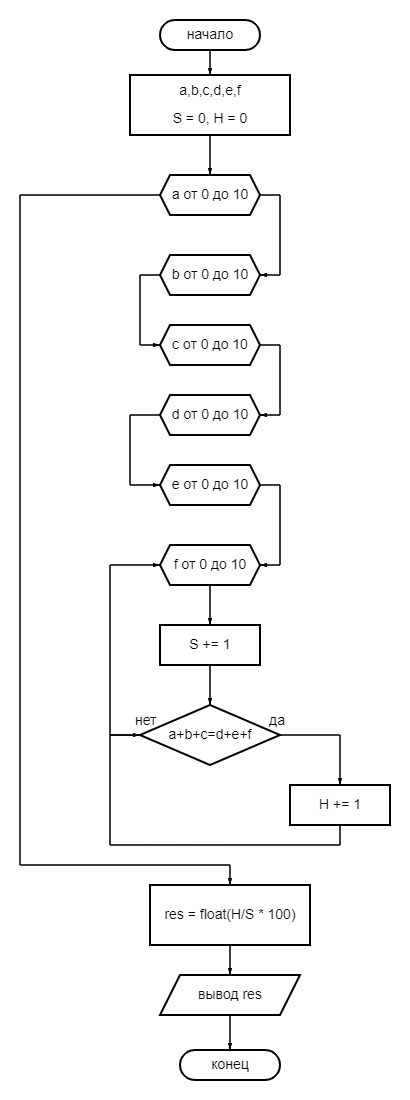 начало
a,b,c,d,e,f
S = 0, H = 0
a от 0 до 10
b от 0 до 10
c от 0 до 10
d от 0 до 10
e от 0 до 10
f от 0 до 10
S += 1
нет
да
a+b+c=d+e+f
H += 1
res = float(H/S * 100)
вывод res
конец